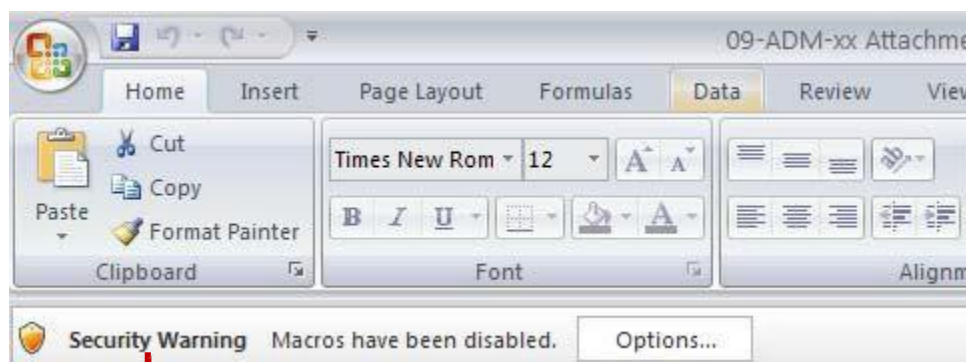 09-ADM-xx Attachme
Home Insert Page Layout Formulas Data Review View
Cut
Copy
Paste
Format Painter
Clipboard
Times New Rom 12 A A
B I U A
Font
Alignm
Security Warning Macros have been disabled. Options...